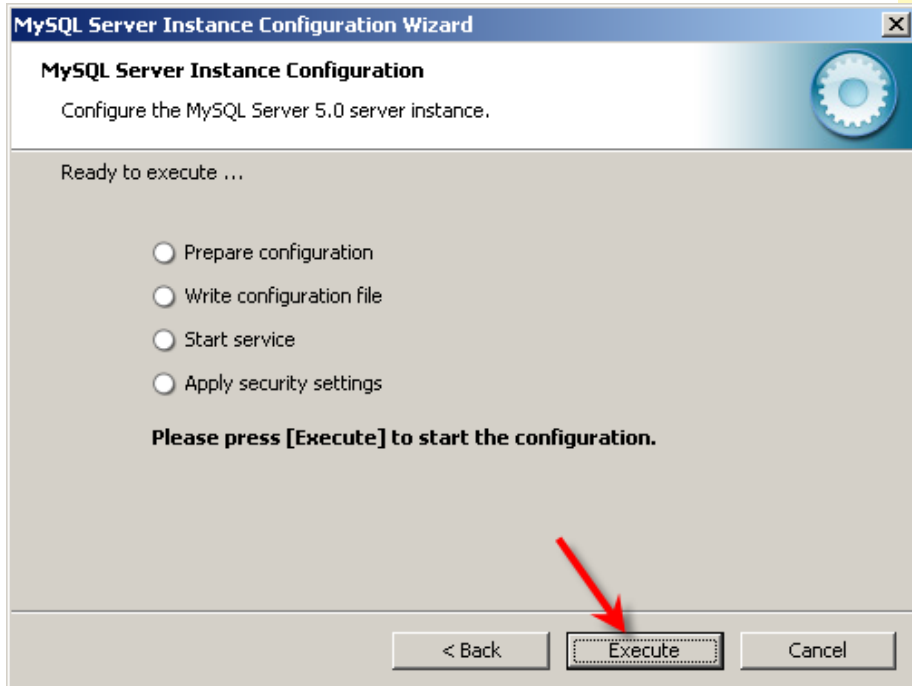 MySQL Server Instance Configuration Wizard
MySQL Server Instance Configuration
Configure the MySQL Server 5.0 server instance.
Ready to execute ...
Prepare configuration
Write configuration file
Start service
Apply security settings
Please press [Execute] to start the configuration.
< Back Execute Cancel